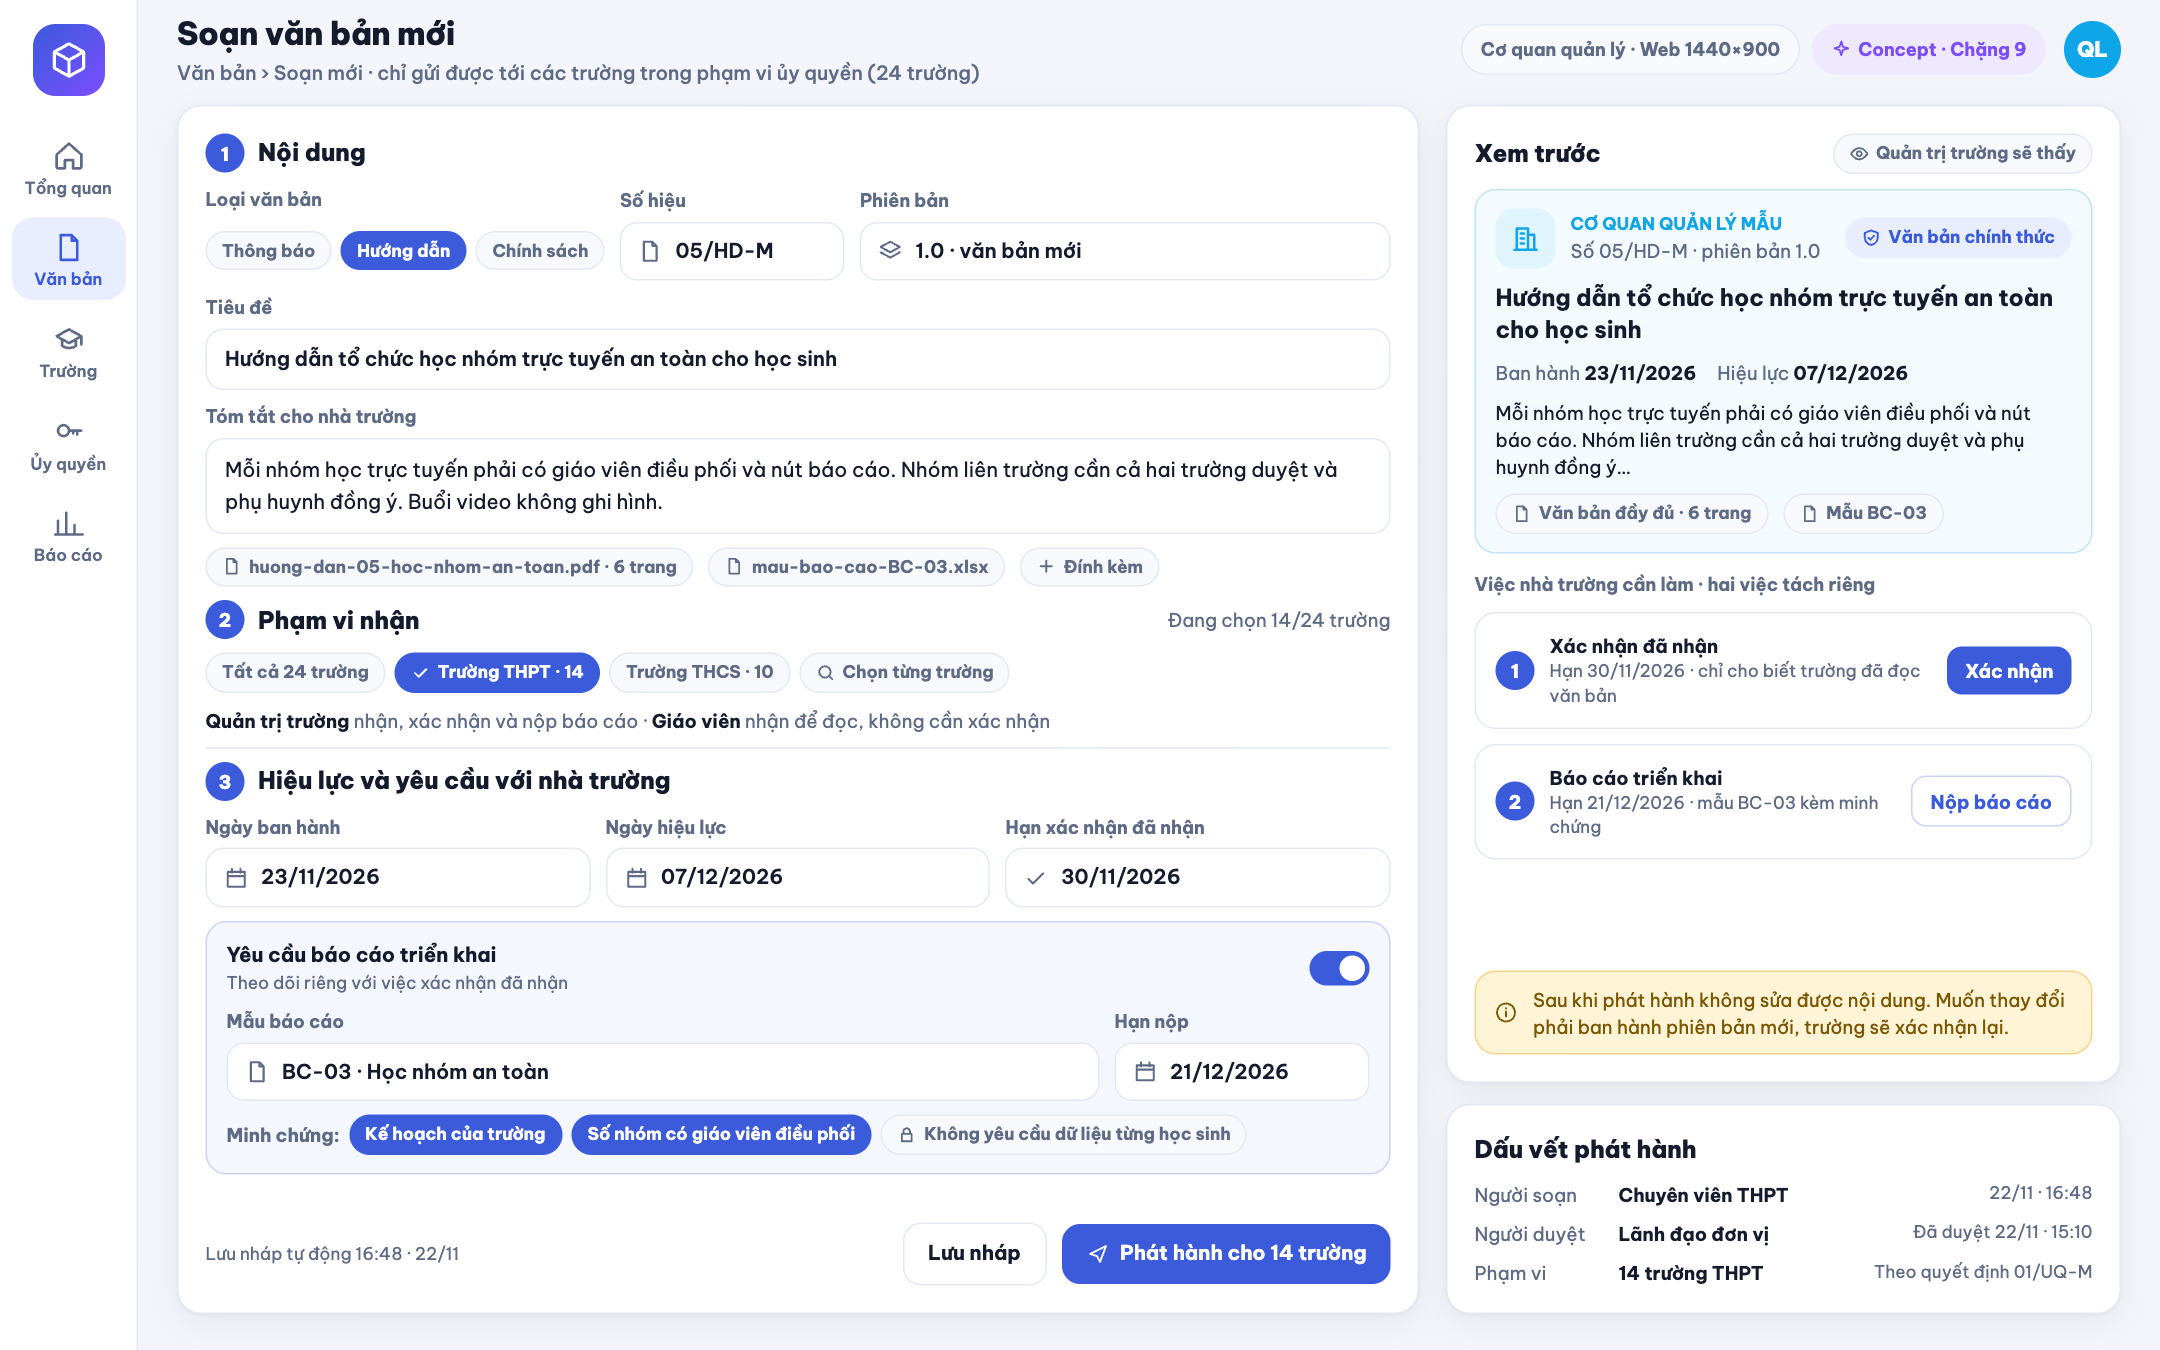 Soạn văn bản mới
Văn bản › Soạn mới · chỉ gửi được tới các trường trong phạm vi ủy quyền (24 trường)
Cơ quan quản lý · Web 1440×900
Concept · Chặng 9
QL
Tổng quan
Văn bản
Trường
Ủy quyền
Báo cáo
1 Nội dung
Loại văn bản
Số hiệu
Phiên bản
Thông báo
Hướng dẫn
Chính sách
05/HD-M
1.0 · văn bản mới
Tiêu đề
Hướng dẫn tổ chức học nhóm trực tuyến an toàn cho học sinh
Tóm tắt cho nhà trường
Mỗi nhóm học trực tuyến phải có giáo viên điều phối và nút báo cáo. Nhóm liên trường cần cả hai trường duyệt và
phụ huynh đồng ý. Buổi video không ghi hình.
huong-dan-05-hoc-nhom-an-toan.pdf · 6 trang
mau-bao-cao-BC-03.xlsx
Đính kèm
2 Phạm vi nhận
Đang chọn 14/24 trường
Tất cả 24 trường
Trường THPT · 14
Trường THCS · 10
Chọn từng trường
Quản trị trường nhận, xác nhận và nộp báo cáo · Giáo viên nhận để đọc, không cần xác nhận
3 Hiệu lực và yêu cầu với nhà trường
Ngày ban hành
Ngày hiệu lực
Hạn xác nhận đã nhận
23/11/2026
07/12/2026
30/11/2026
Yêu cầu báo cáo triển khai
Theo dõi riêng với việc xác nhận đã nhận
Mẫu báo cáo
Hạn nộp
BC-03 · Học nhóm an toàn
21/12/2026
Minh chứng:
Kế hoạch của trường
Số nhóm có giáo viên điều phối
Không yêu cầu dữ liệu từng học sinh
Lưu nháp tự động 16:48 · 22/11
Lưu nháp
Phát hành cho 14 trường
Xem trước
Quản trị trường sẽ thấy
CƠ QUAN QUẢN LÝ MẪU
Số 05/HD-M · phiên bản 1.0
Văn bản chính thức
Hướng dẫn tổ chức học nhóm trực tuyến an toàn
cho học sinh
Ban hành 23/11/2026
Hiệu lực 07/12/2026
Mỗi nhóm học trực tuyến phải có giáo viên điều phối và nút
báo cáo. Nhóm liên trường cần cả hai trường duyệt và phụ
huynh đồng ý...
Văn bản đầy đủ · 6 trang
Mẫu BC-03
Việc nhà trường cần làm · hai việc tách riêng
1
Xác nhận đã nhận
Hạn 30/11/2026 · chỉ cho biết trường đã đọc
văn bản
Xác nhận
2
Báo cáo triển khai
Hạn 21/12/2026 · mẫu BC-03 kèm minh
chứng
Nộp báo cáo
Sau khi phát hành không sửa được nội dung. Muốn thay đổi
phải ban hành phiên bản mới, trường sẽ xác nhận lại.
Dấu vết phát hành
Người soạn
Chuyên viên THPT
22/11 · 16:48
Người duyệt
Lãnh đạo đơn vị
Đã duyệt 22/11 · 15:10
Phạm vi
14 trường THPT
Theo quyết định 01/UQ-M